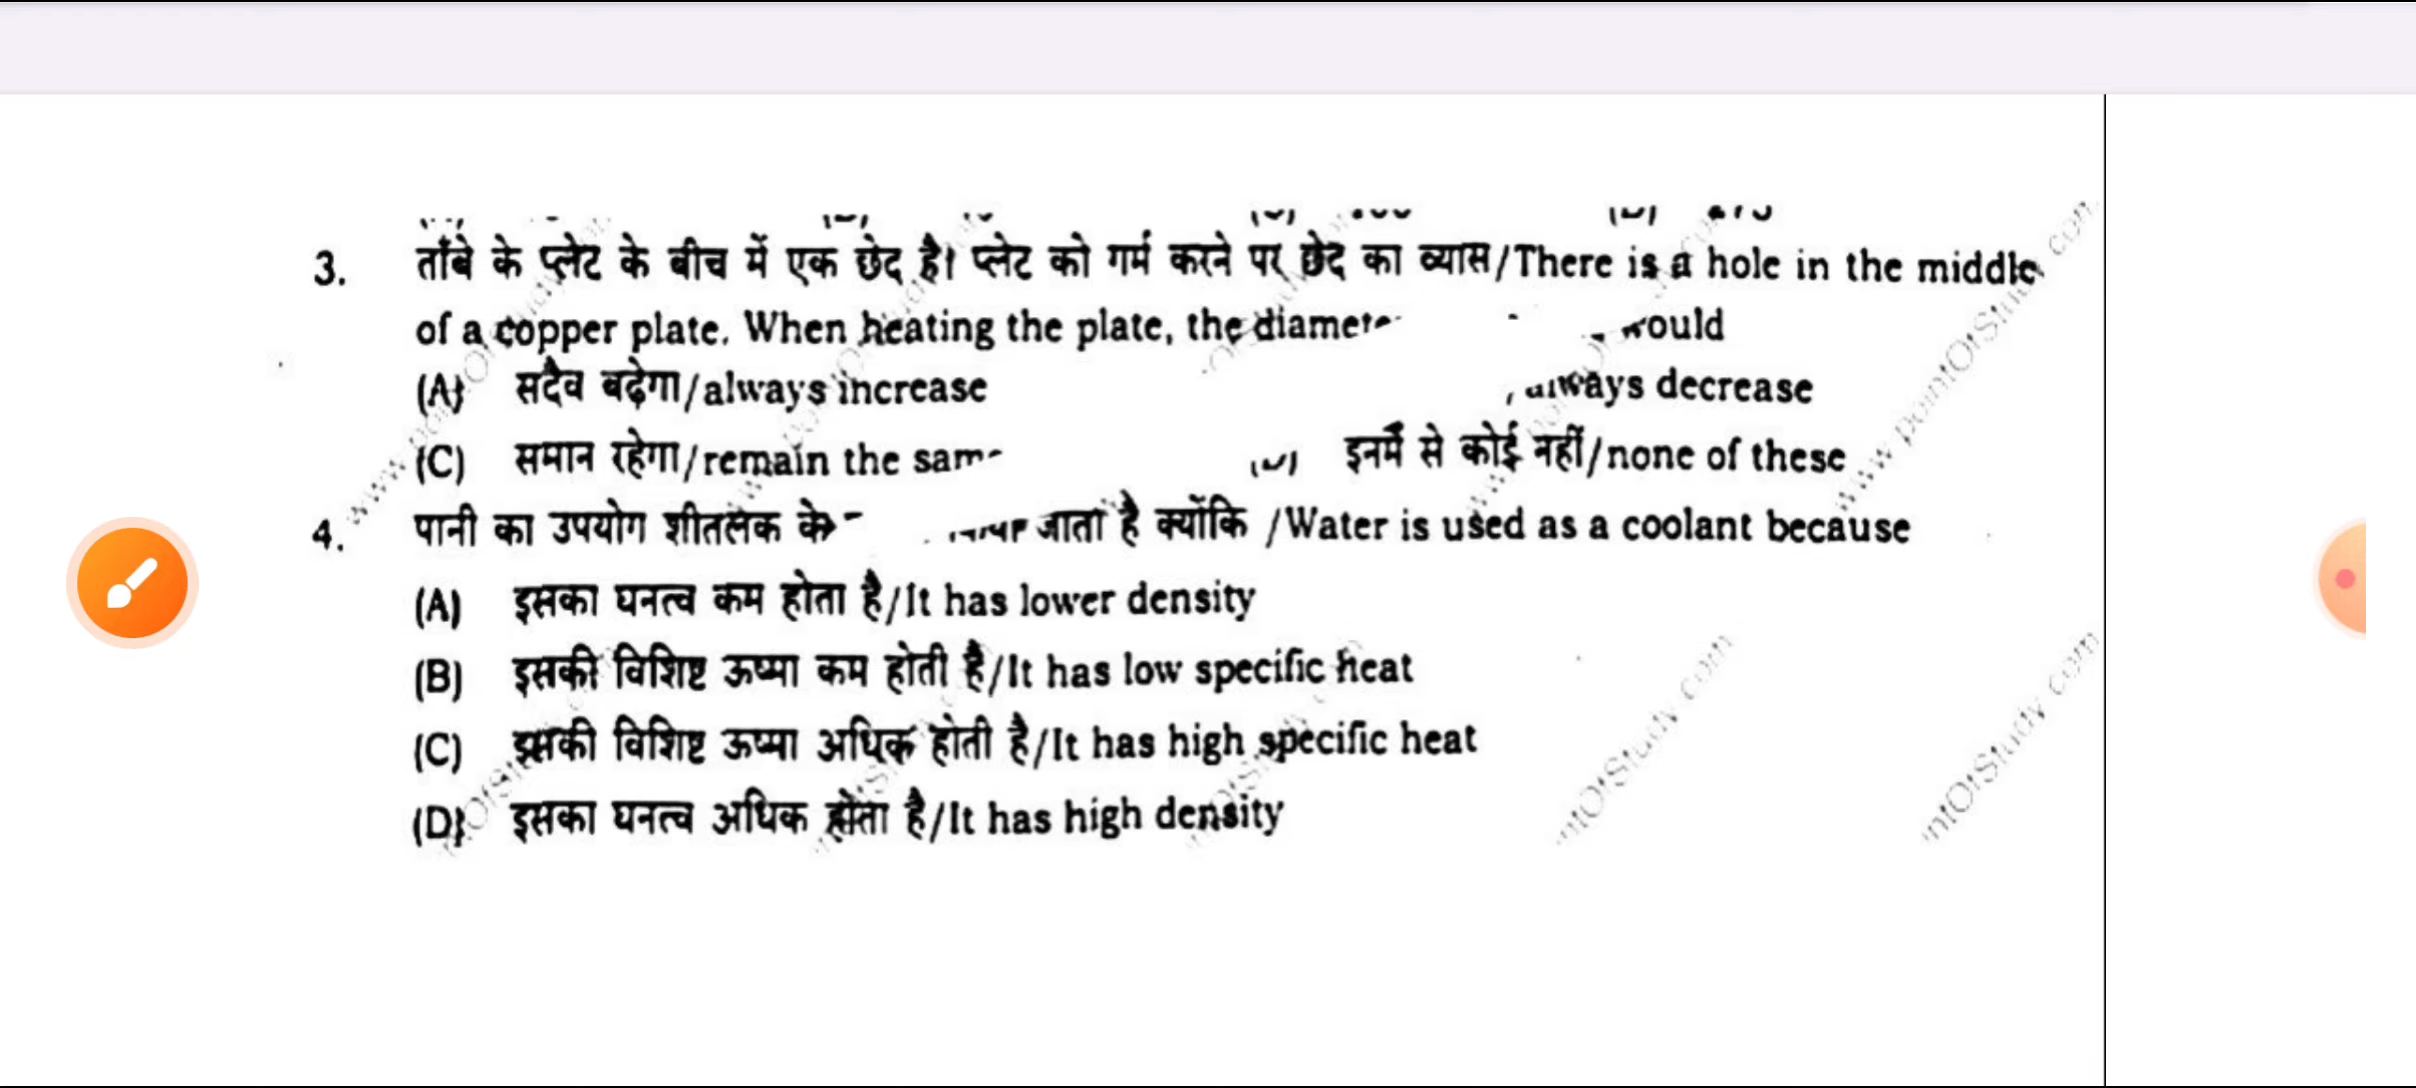 3. ताँबे के प्लेट के बीच में एक छेद है। प्लेट को गर्म करने पर छेद का व्यास/There is a hole in the middle
of a copper plate. When heating the plate, the would
(A) सदैव बढ़ेगा/always increase always decrease
(C) समान रहेगा/remain the (D) इनमें से कोई नहीं/none of these
4. पानी का उपयोग शीतलक के जाता है क्योंकि /Water is used as a coolant because
(A) इसका घनत्व कम होता है/It has lower density
(B) इसकी विशिष्ट ऊष्मा कम होती है/It has low specific heat
(C) इसकी विशिष्ट ऊष्मा अधिक होती है/It has high specific heat
(D) इसका घनत्व अधिक होता है/It has high density